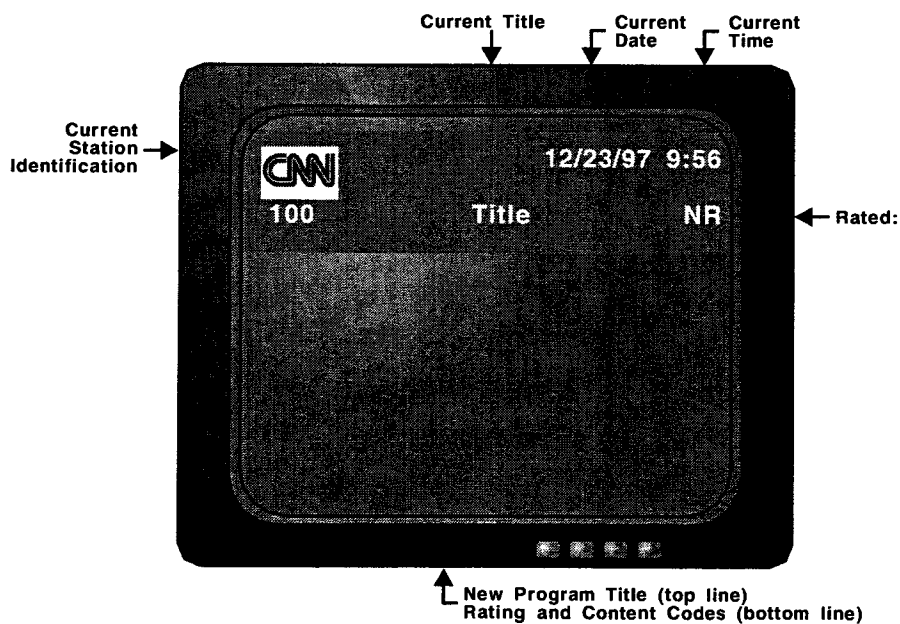 Current Title
Current
Date
Current
Time
Current
Station
Identification
CNN
12/23/97 9:56
100 Title NR
Rated:
New Program Title (top line)
Rating and Content Codes (bottom line)